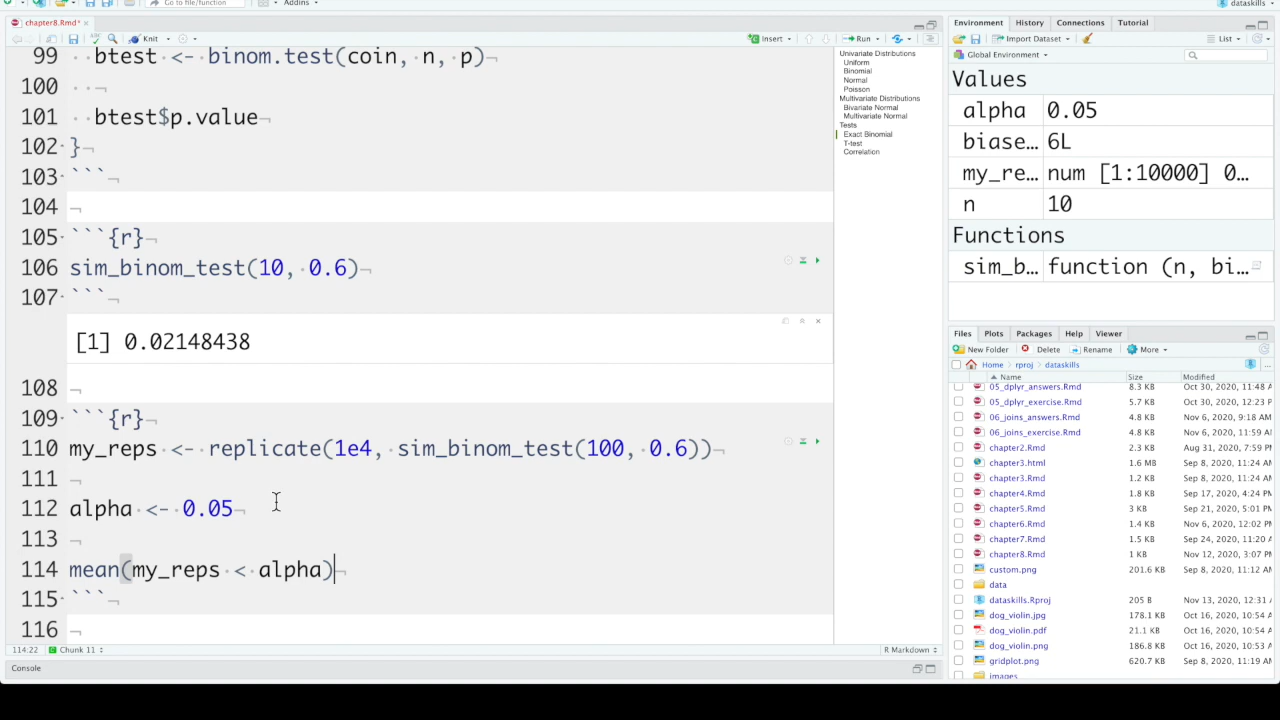 Go to file/function
Addins
dataskills
chapter8.Rmd*
Knit
Insert
Run
99 btest <- binom.test(coin, n, p)
100
101 btest$p.value
102 }
103 ```
104
105 ```{r}
106 sim_binom_test(10, 0.6)
107 ```
[1] 0.02148438
108
109 ```{r}
110 my_reps <- replicate(1e4, sim_binom_test(100, 0.6))
111
112 alpha <- 0.05
113
114 mean(my_reps < alpha)
115 ```
116
114:22 Chunk 11 R Markdown
Console
Univariate Distributions
Uniform
Binomial
Normal
Poisson
Multivariate Distributions
Bivariate Normal
Multivariate Normal
Tests
Exact Binomial
T-test
Correlation
Environment History Connections Tutorial
Import Dataset List
Global Environment
Values
alpha 0.05
biase… 6L
my_re… num [1:10000] 0…
n 10
Functions
sim_b… function (n, bi…
Files Plots Packages Help Viewer
New Folder Delete Rename More
Home rproj dataskills
Name Size Modified
05_dplyr_answers.Rmd 8.3 KB Oct 30, 2020, 11:48 A
05_dplyr_exercise.Rmd 5.7 KB Oct 30, 2020, 12:23 P
06_joins_answers.Rmd 4.8 KB Nov 6, 2020, 9:18 AM
06_joins_exercise.Rmd 4.8 KB Nov 6, 2020, 11:59 A
chapter2.Rmd 2.3 KB Aug 31, 2020, 7:59 P
chapter3.html 1.6 MB Sep 8, 2020, 11:24 A
chapter3.Rmd 1.2 KB Sep 8, 2020, 11:24 A
chapter4.Rmd 1.8 KB Sep 17, 2020, 4:24 P
chapter5.Rmd 3 KB Sep 21, 2020, 5:01 P
chapter6.Rmd 1.4 KB Nov 6, 2020, 12:02 P
chapter7.Rmd 1.5 KB Sep 24, 2020, 11:20 A
chapter8.Rmd 1 KB Nov 12, 2020, 3:07 P
custom.png 201.6 KB Sep 8, 2020, 11:12 A
data
dataskills.Rproj 205 B Nov 13, 2020, 12:31
dog_violin.jpg 178.1 KB Oct 16, 2020, 10:54 A
dog_violin.pdf 21.1 KB Oct 16, 2020, 10:54 A
dog_violin.png 186.8 KB Oct 16, 2020, 10:53 A
gridplot.png 620.7 KB Sep 8, 2020, 11:19 A
images